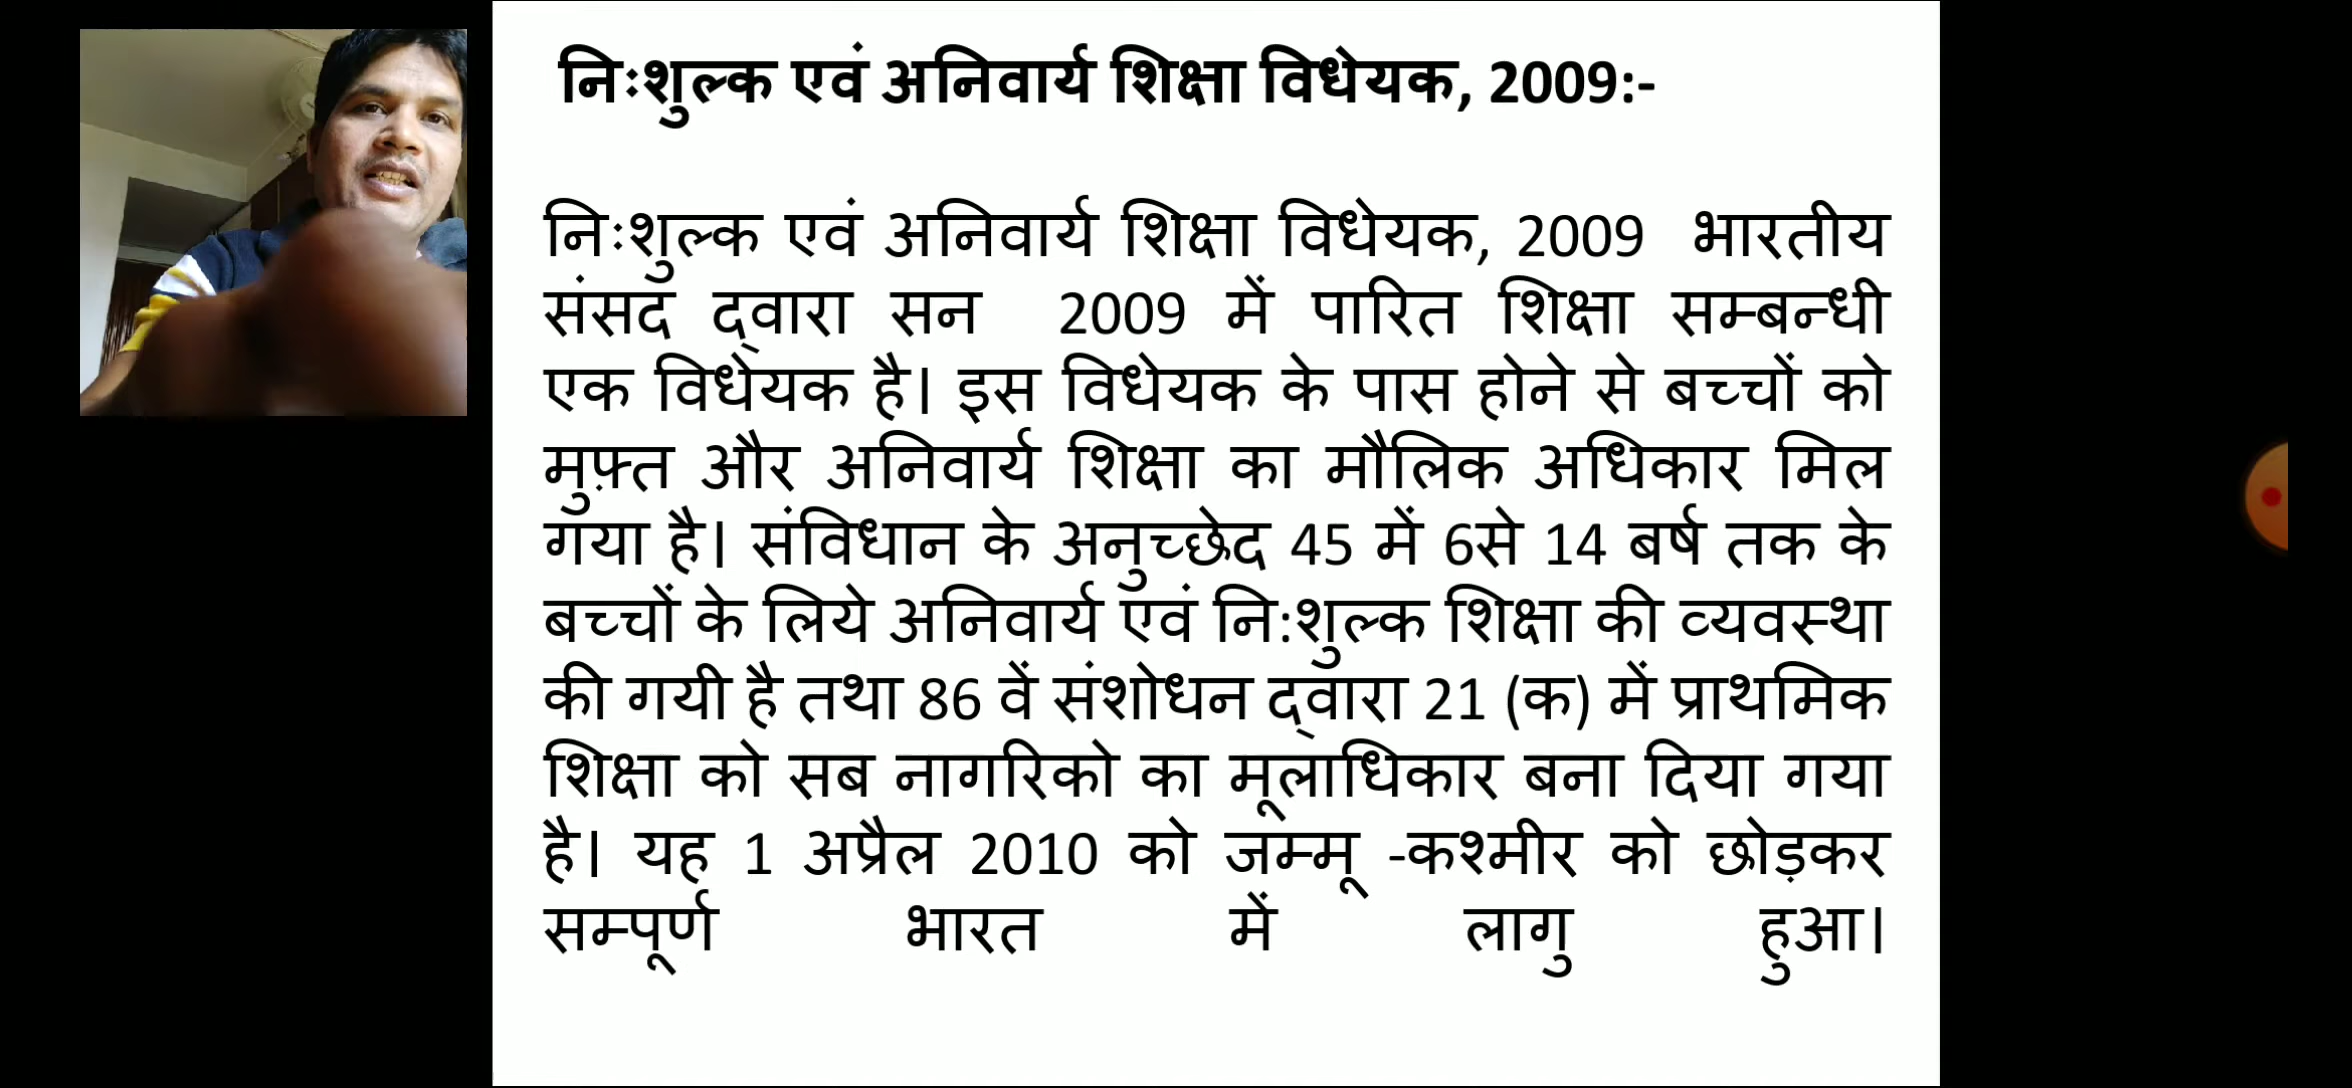 निःशुल्क एवं अनिवार्य शिक्षा विधेयक, 2009:-
निःशुल्क एवं अनिवार्य शिक्षा विधेयक, 2009 भारतीय
संसद द्वारा सन 2009 में पारित शिक्षा सम्बन्धी
एक विधेयक है। इस विधेयक के पास होने से बच्चों को
मुफ़्त और अनिवार्य शिक्षा का मौलिक अधिकार मिल
गया है। संविधान के अनुच्छेद 45 में 6से 14 बर्ष तक के
बच्चों के लिये अनिवार्य एवं नि:शुल्क शिक्षा की व्यवस्था
की गयी है तथा 86 वें संशोधन द्वारा 21 (क) में प्राथमिक
शिक्षा को सब नागरिको का मूलाधिकार बना दिया गया
है। यह 1 अप्रैल 2010 को जम्मू -कश्मीर को छोड़कर
सम्पूर्ण भारत में लागु हुआ।